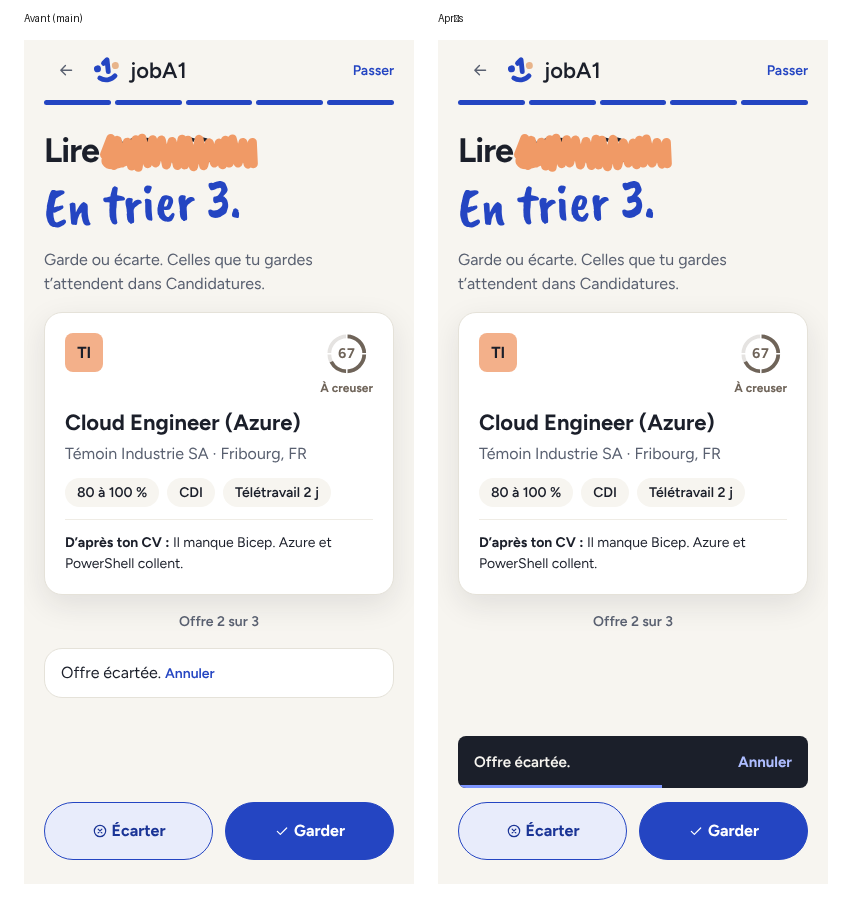 Avant (main)
jobA1
Passer
Lire
En trier 3.
Garde ou écarte. Celles que tu gardes
t'attendent dans Candidatures.
TI
67
À creuser
Cloud Engineer (Azure)
Témoin Industrie SA · Fribourg, FR
80 à 100 %
CDI
Télétravail 2 j
D'après ton CV : Il manque Bicep. Azure et
PowerShell collent.
Offre 2 sur 3
Offre écartée. Annuler
Écarter
Garder
jobA1
Passer
Lire
En trier 3.
Garde ou écarte. Celles que tu gardes
t'attendent dans Candidatures.
TI
67
À creuser
Cloud Engineer (Azure)
Témoin Industrie SA · Fribourg, FR
80 à 100 %
CDI
Télétravail 2 j
D'après ton CV : Il manque Bicep. Azure et
PowerShell collent.
Offre 2 sur 3
Offre écartée.
Annuler
Écarter
Garder